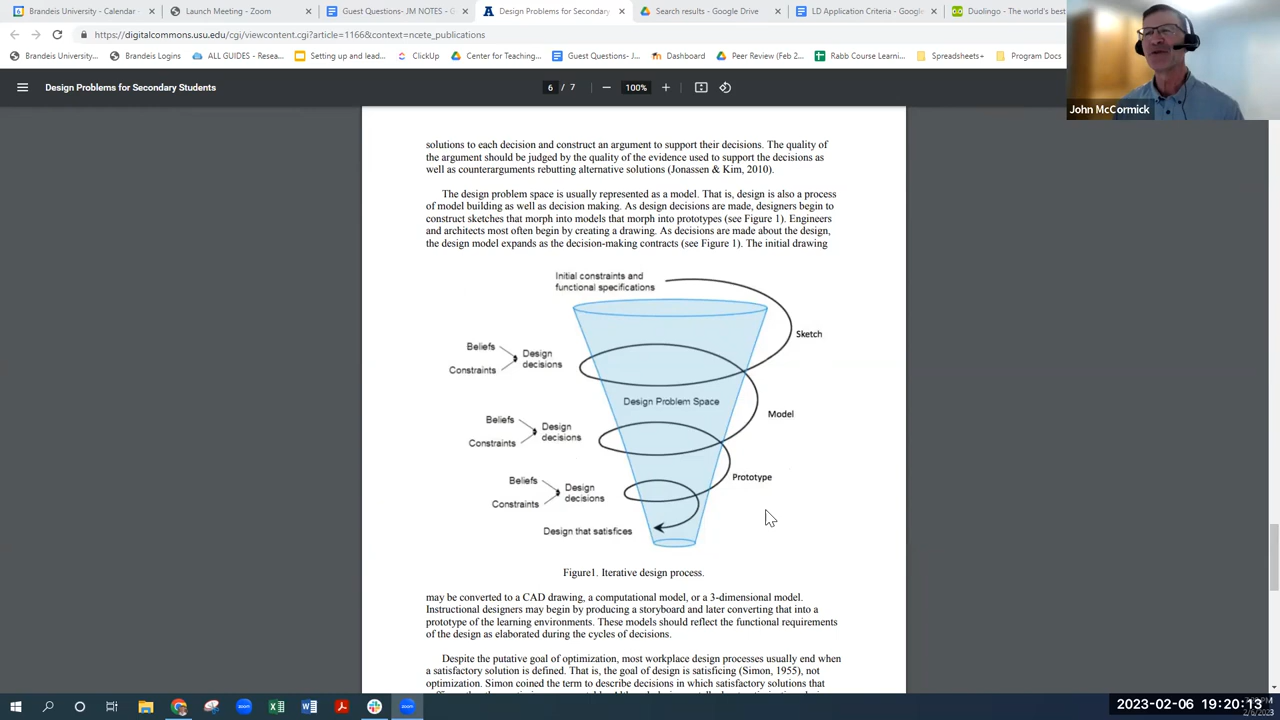 Brandeis University - Calendar
Launch Meeting - Zoom
Guest Questions- JM NOTES - G
Design Problems for Secondary
Search results - Google Drive
LD Application Criteria - Google
Duolingo - The world's best
https://digitalcommons.usu.edu/cgi/viewcontent.cgi?article=1166&context=ncete_publications
Brandeis University...
Brandeis Logins
ALL GUIDES - Resea...
Setting up and lead...
ClickUp
Center for Teaching...
Guest Questions- J...
Dashboard
Peer Review (Feb 2...
Rabb Course Learni...
Spreadsheets+
Program Docs
John McCormick
Design Problems for Secondary Students
6 / 7
100%
solutions to each decision and construct an argument to support their decisions. The quality of
the argument should be judged by the quality of the evidence used to support the decisions as
well as counterarguments rebutting alternative solutions (Jonassen & Kim, 2010).
The design problem space is usually represented as a model. That is, design is also a process
of model building as well as decision making. As design decisions are made, designers begin to
construct sketches that morph into models that morph into prototypes (see Figure 1). Engineers
and architects most often begin by creating a drawing. As decisions are made about the design,
the design model expands as the decision-making contracts (see Figure 1). The initial drawing
Initial constraints and
functional specifications
Sketch
Beliefs
Design
decisions
Constraints
Design Problem Space
Model
Beliefs
Design
decisions
Constraints
Prototype
Beliefs
Design
decisions
Constraints
Design that satisfices
Figure1. Iterative design process.
may be converted to a CAD drawing, a computational model, or a 3-dimensional model.
Instructional designers may begin by producing a storyboard and later converting that into a
prototype of the learning environments. These models should reflect the functional requirements
of the design as elaborated during the cycles of decisions.
Despite the putative goal of optimization, most workplace design processes usually end when
a satisfactory solution is defined. That is, the goal of design is satisficing (Simon, 1955), not
optimization. Simon coined the term to describe decisions in which satisfactory solutions that
2023-02-06 19:20:13